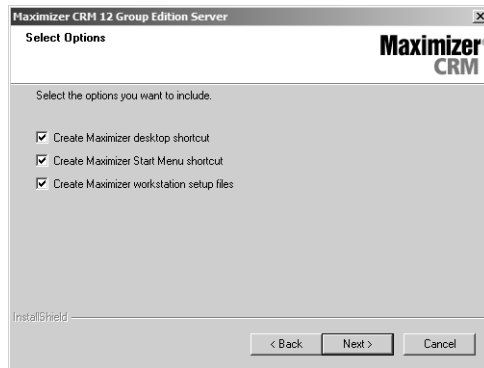 Maximizer CRM 12 Group Edition Server
Select Options
Maximizer
CRM
Select the options you want to include.
Create Maximizer desktop shortcut
Create Maximizer Start Menu shortcut
Create Maximizer workstation setup files
InstallShield
< Back
Next >
Cancel